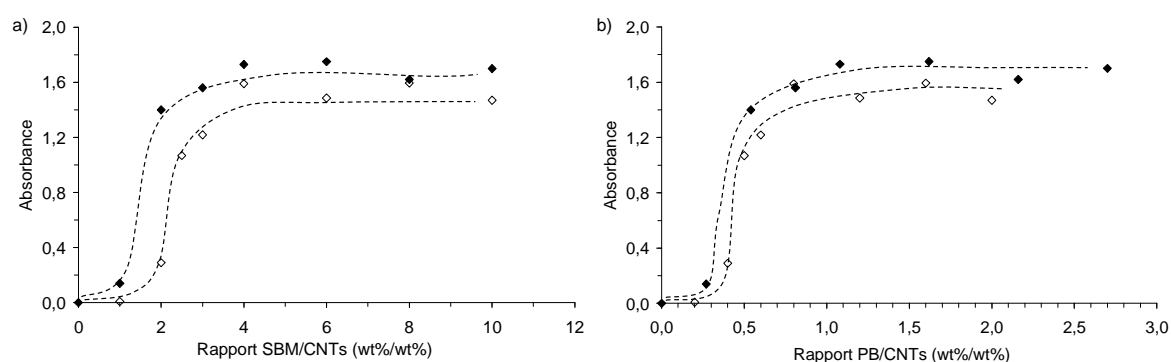 a)
2,0
1,6
1,2
0,8
0,4
0,0
Absorbance
0 2 4 6 8 10 12
Rapport SBM/CNTs (wt%/wt%)
b)
2,0
1,6
1,2
0,8
0,4
0,0
Absorbance
0,0 0,5 1,0 1,5 2,0 2,5 3,0
Rapport PB/CNTs (wt%/wt%)